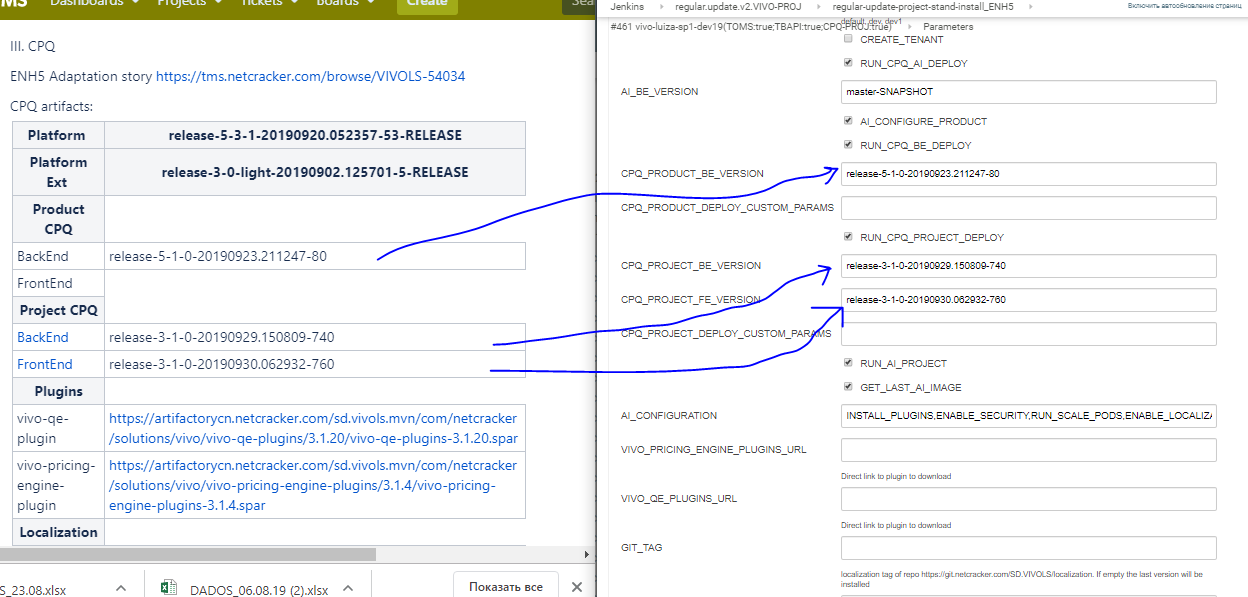 MS Dashboards Projects Tickets Sea Boards Create Sea
III. CPQ
ENH5 Adaptation story https://tms.netcracker.com/browse/VIVOLS-54034
CPQ artifacts:
Platform release-5-3-1-20190920.052357-53-RELEASE
Platform Ext release-3-0-light-20190902.125701-5-RELEASE
Product CPQ
BackEnd release-5-1-0-20190923.211247-80
FrontEnd
Project CPQ
BackEnd release-3-1-0-20190929.150809-740
FrontEnd release-3-1-0-20190930.062932-760
Plugins
vivo-qe-plugin https://artifactorycn.netcracker.com/sd.vivols.mvn/com/netcracker
/solutions/vivo/vivo-qe-plugins/3.1.20/vivo-qe-plugins-3.1.20.spar
vivo-pricing-engine-plugin https://artifactorycn.netcracker.com/sd.vivols.mvn/com/netcracker
/solutions/vivo/vivo-pricing-engine-plugins/3.1.4/vivo-pricing-
engine-plugins-3.1.4.spar
Localization
S_23.08.xlsx
DADOS_06.08.19 (2).xlsx
Показать все
Jenkins regular.update.v2.VIVO-PROJ regular-update-project-stand-install_ENH5
Включить автообновление страниц
#461 vivo-luiza-sp1-dev19(TOMS:true;TBAPI:true;CPQ-PROJ:true) Parameters
default, dev, dev1
CREATE_TENANT
RUN_CPQ_AI_DEPLOY
AI_BE_VERSION master-SNAPSHOT
AI_CONFIGURE_PRODUCT
RUN_CPQ_BE_DEPLOY
CPQ_PRODUCT_BE_VERSION release-5-1-0-20190923.211247-80
CPQ_PRODUCT_DEPLOY_CUSTOM_PARAMS
RUN_CPQ_PROJECT_DEPLOY
CPQ_PROJECT_BE_VERSION release-3-1-0-20190929.150809-740
CPQ_PROJECT_FE_VERSION release-3-1-0-20190930.062932-760
CPQ_PROJECT_DEPLOY_CUSTOM_PARAMS
RUN_AI_PROJECT
GET_LAST_AI_IMAGE
AI_CONFIGURATION INSTALL_PLUGINS,ENABLE_SECURITY,RUN_SCALE_PODS,ENABLE_LOCALIZA
VIVO_PRICING_ENGINE_PLUGINS_URL
Direct link to plugin to download
VIVO_QE_PLUGINS_URL
Direct link to plugin to download
GIT_TAG
localization tag of repo https://git.netcracker.com/SD.VIVOLS/localization. If empty the last version will be
installed